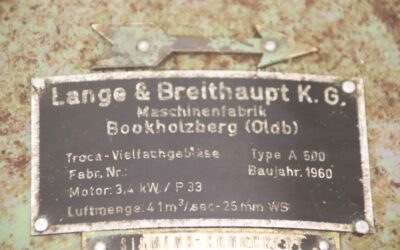 Lange & Breithaupt K.G.
Maschinenfabrik
Bookholzberg (Oldb)
Troca-Vielfachgebläse Type A 500
Fabr. Nr.: Baujahr: 1960
Motor: 3,4 kW. / P 33
Luftmenge: 41 m³/sec-25 mm WS